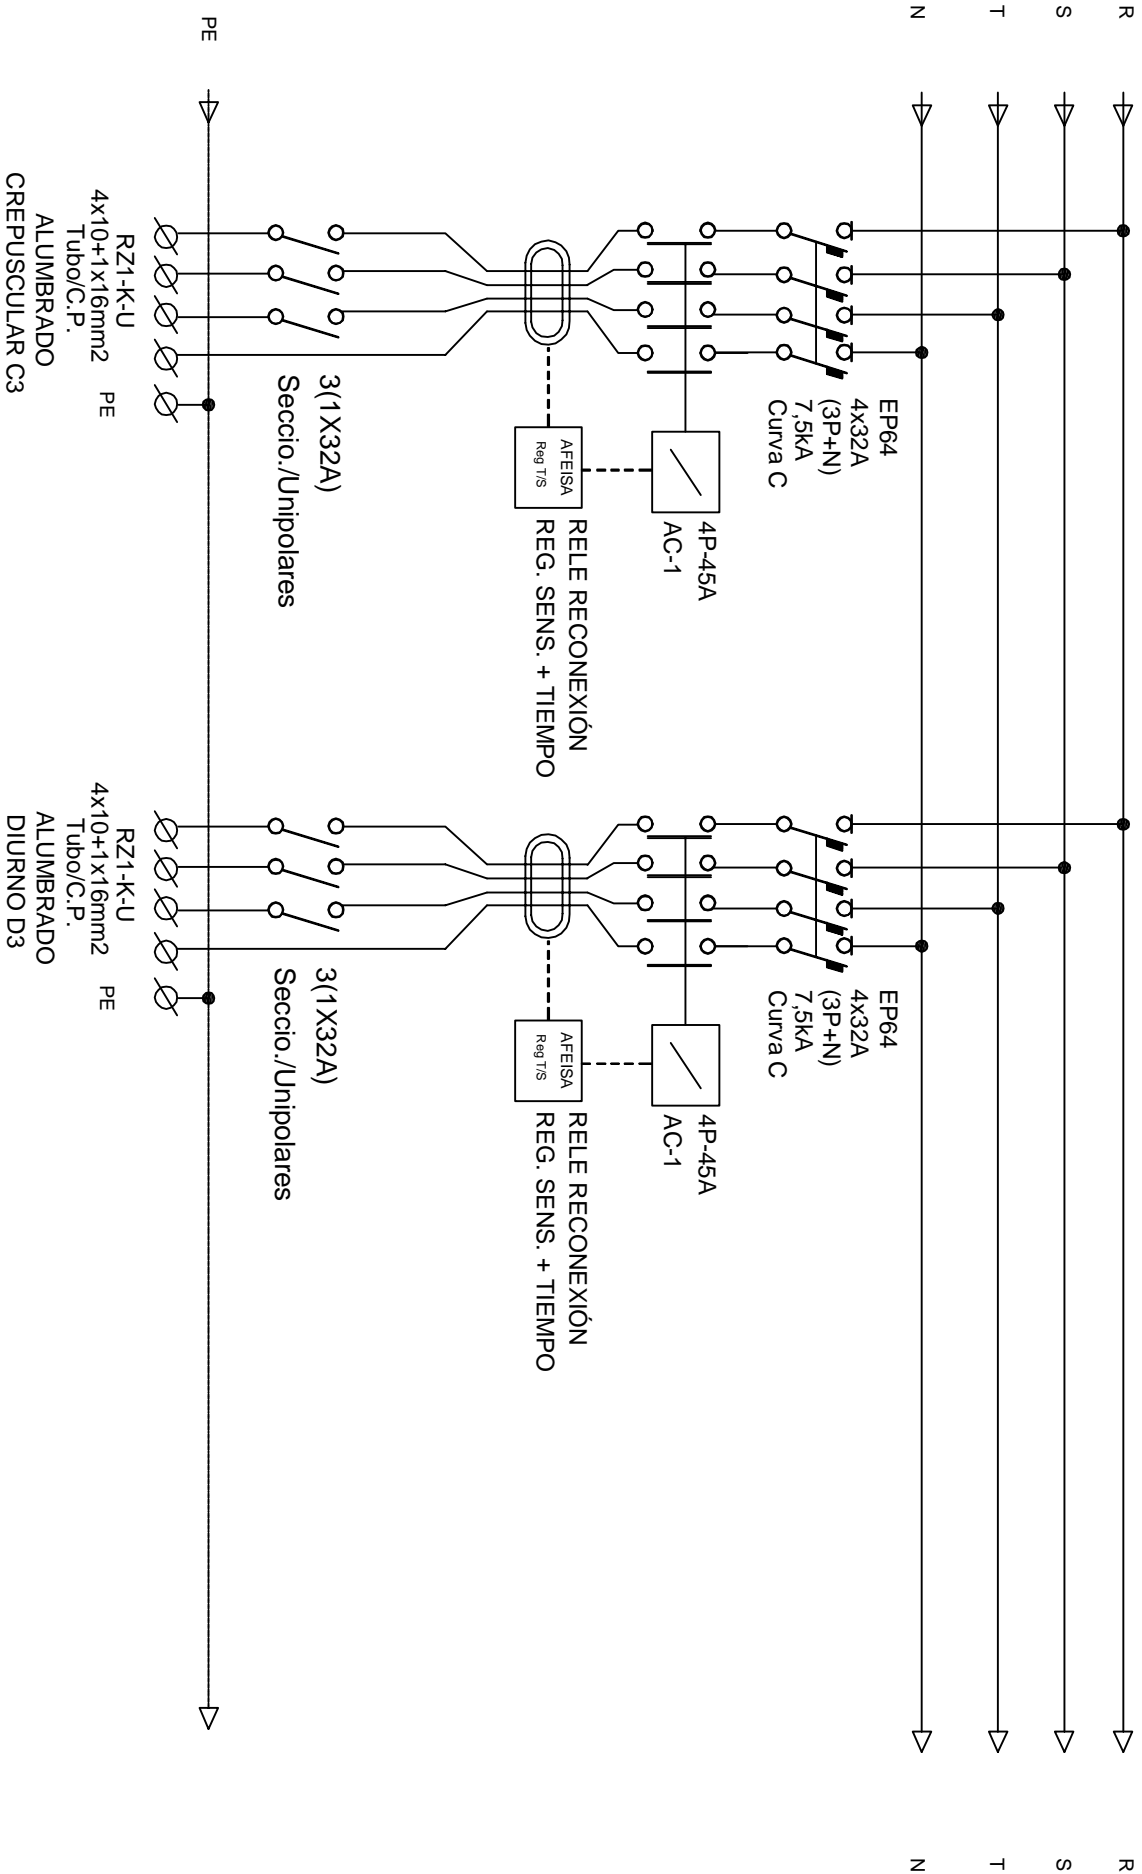 R
S
T
N
R
S
T
N
EP64
4x32A
(3P+N)
7,5kA
Curva C
4P-45A
AC-1
AFEISA
Reg T/S
RELE RECONEXIÓN
REG. SENS. + TIEMPO
3(1X32A)
Seccio./Unipolares
PE
PE
RZ1-K-U
4x10+1x16mm2
Tubo/C.P.
ALUMBRADO
CREPUSCULAR C3
EP64
4x32A
(3P+N)
7,5kA
Curva C
4P-45A
AC-1
AFEISA
Reg T/S
RELE RECONEXIÓN
REG. SENS. + TIEMPO
3(1X32A)
Seccio./Unipolares
PE
RZ1-K-U
4x10+1x16mm2
Tubo/C.P.
ALUMBRADO
DIURNO D3